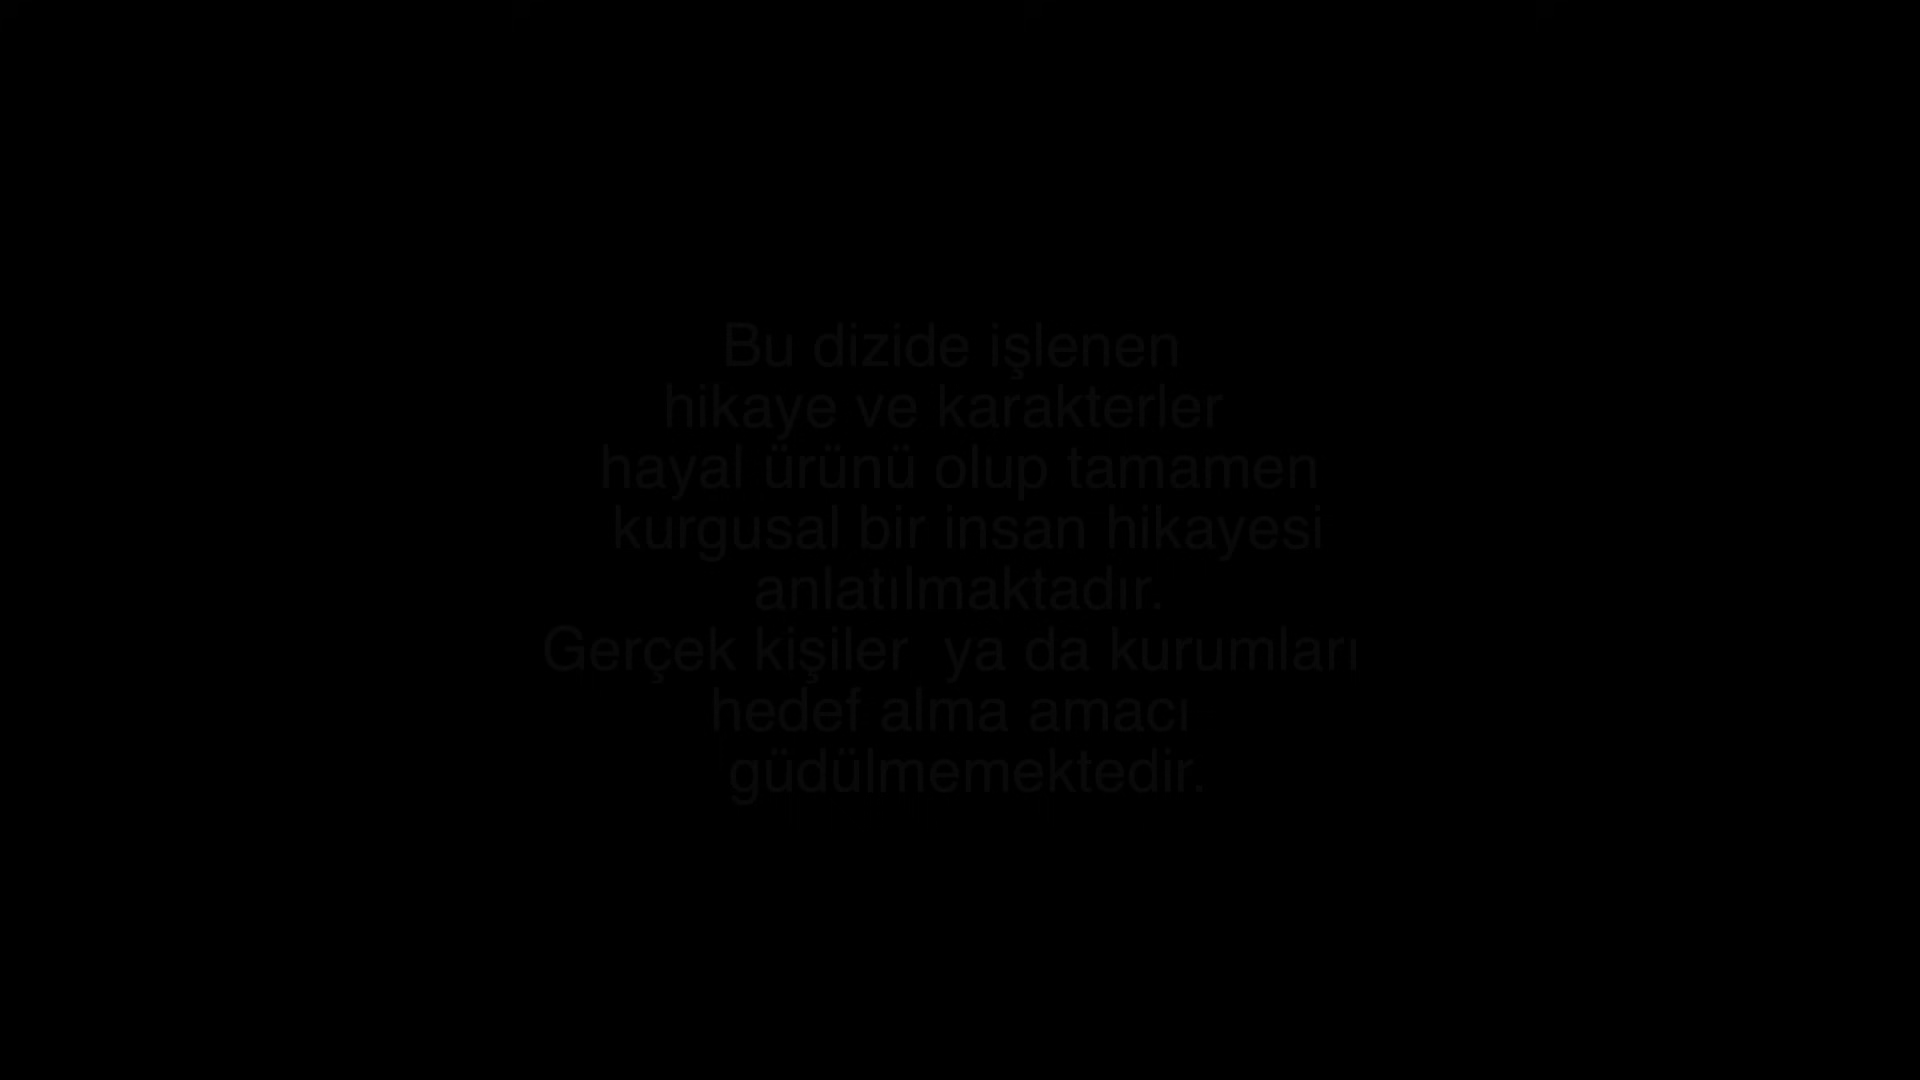 Bu dizide işlenen
hikaye ve karakterler
hayal ürünü olup tamamen
kurgusal bir insan hikayesi
anlatılmaktadır.
Gerçek kişiler ya da kurumları
hedef alma amacı
güdülmemektedir.